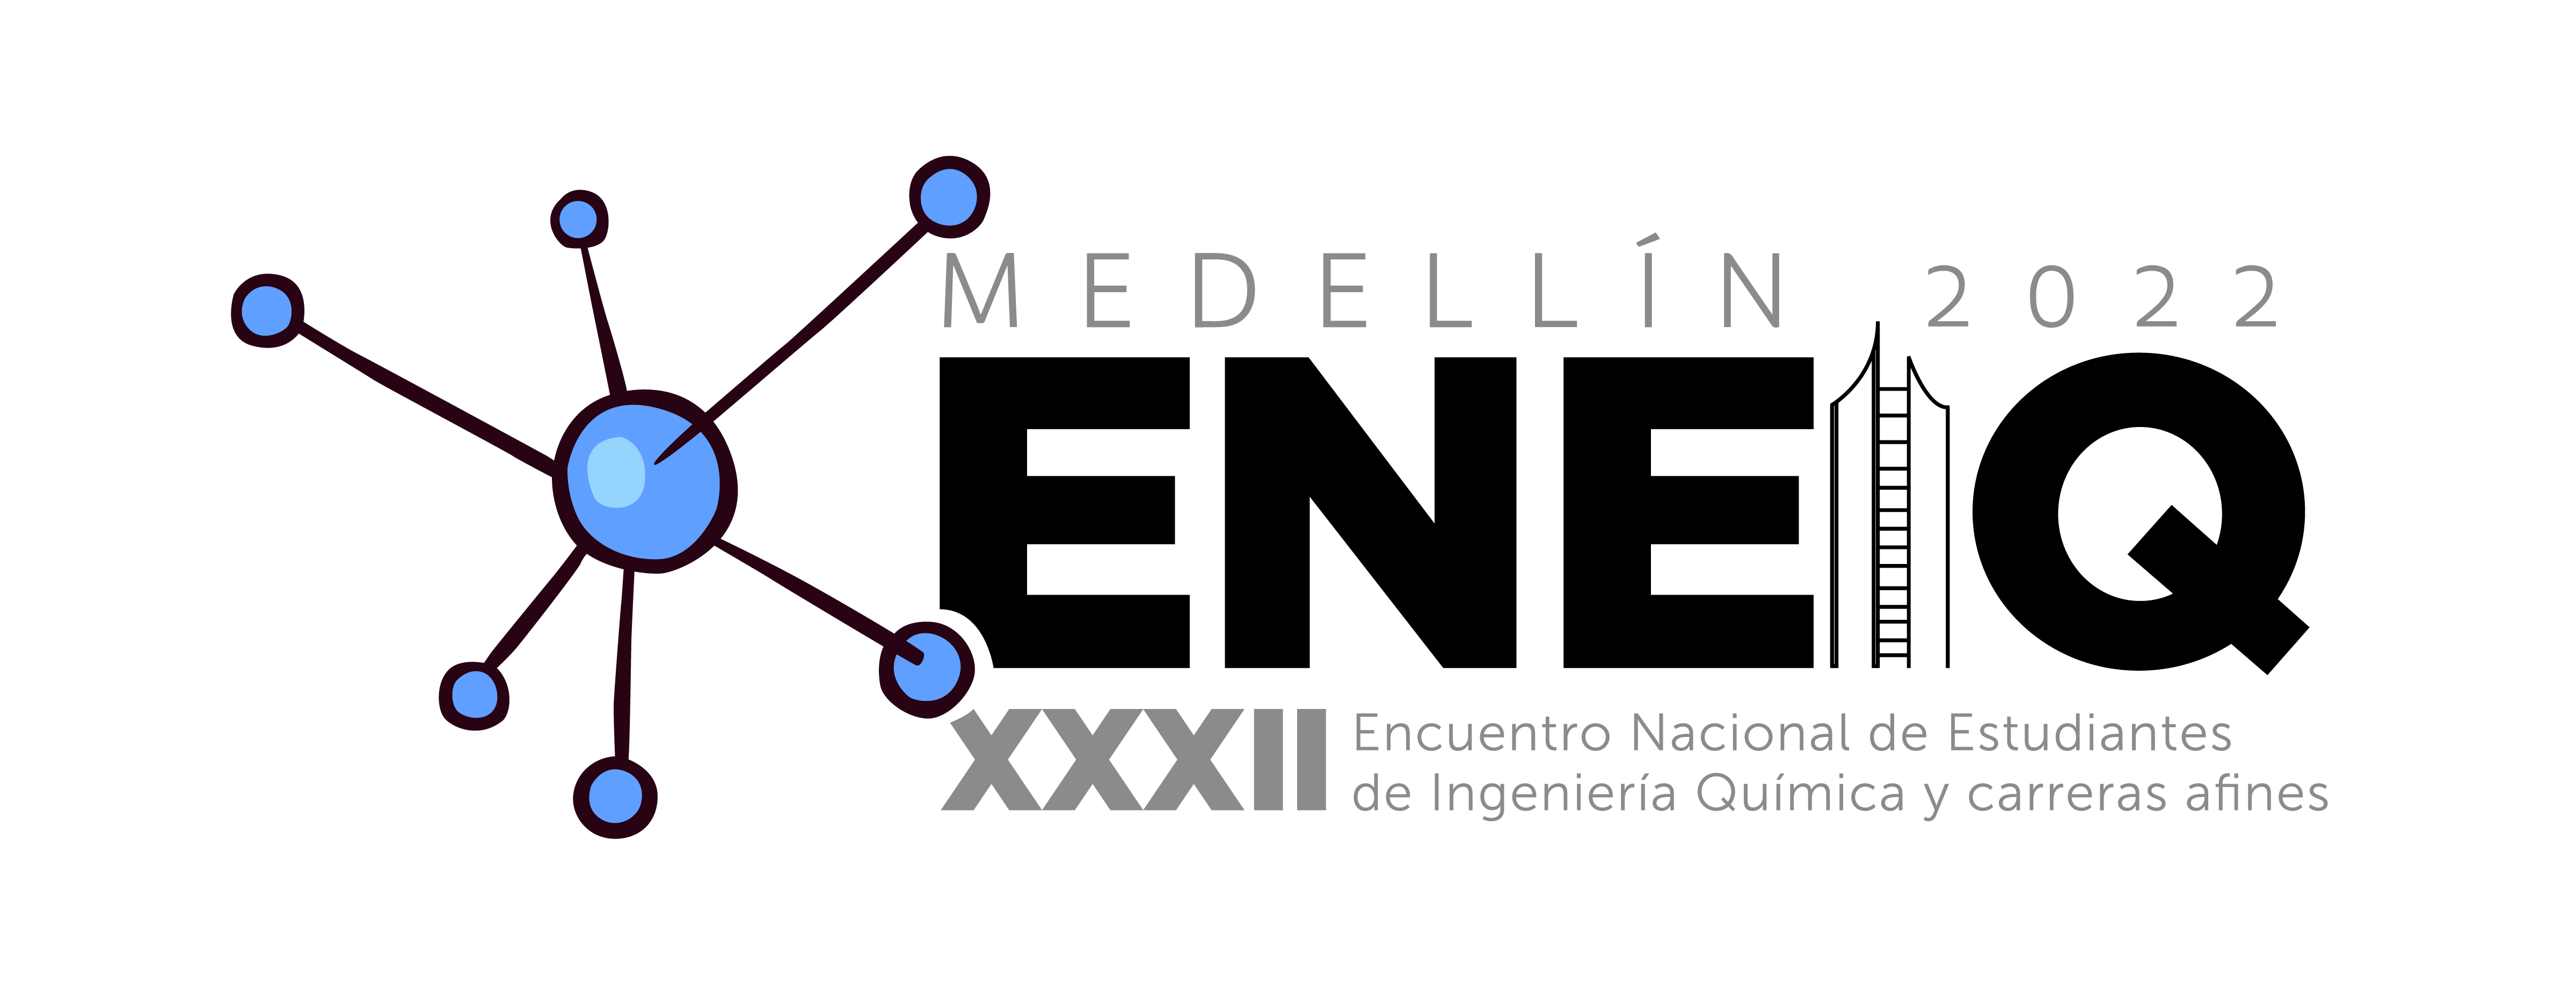 MEDELLÍN 2022
ENEIQ
XXXII
Encuentro Nacional de Estudiantes
de Ingeniería Química y carreras afines